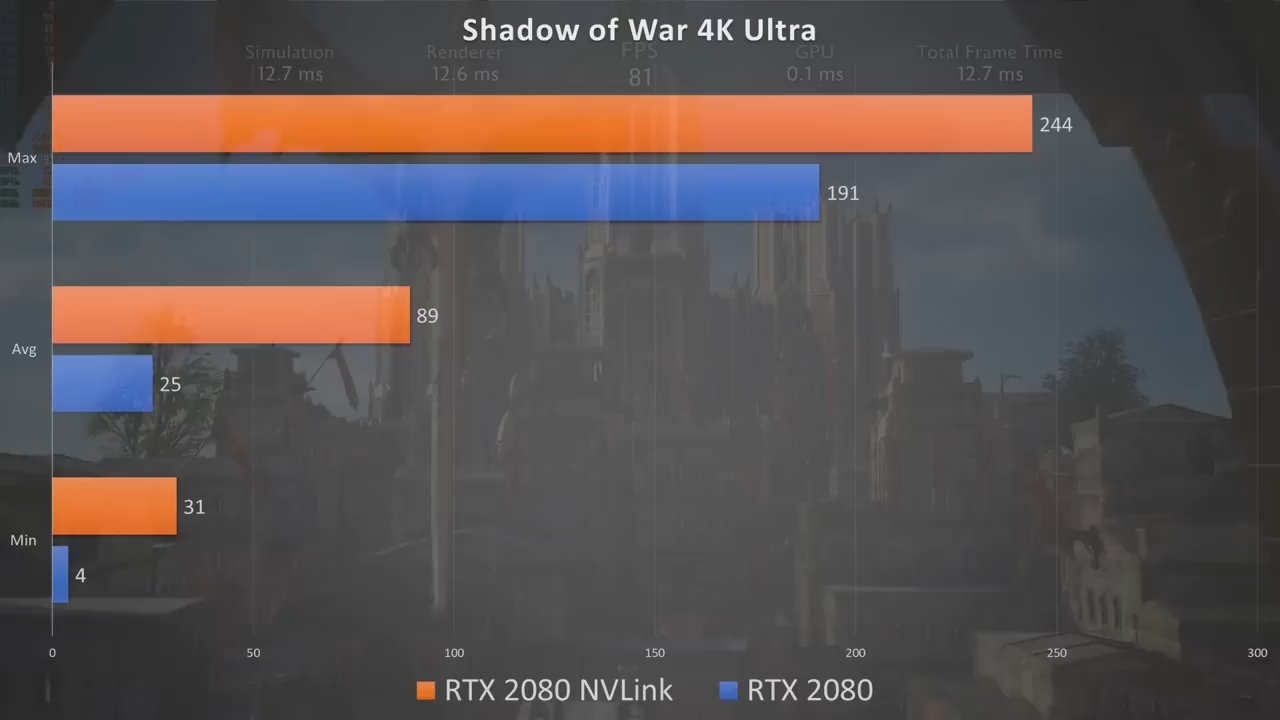 Shadow of War 4K Ultra
Simulation Renderer FPS GPU Total Frame Time
12.7 ms 12.6 ms 81 0.1 ms 12.7 ms
244
Max
191
89
Avg
25
31
Min
4
0 50 100 150 200 250 300
RTX 2080 NVLink RTX 2080